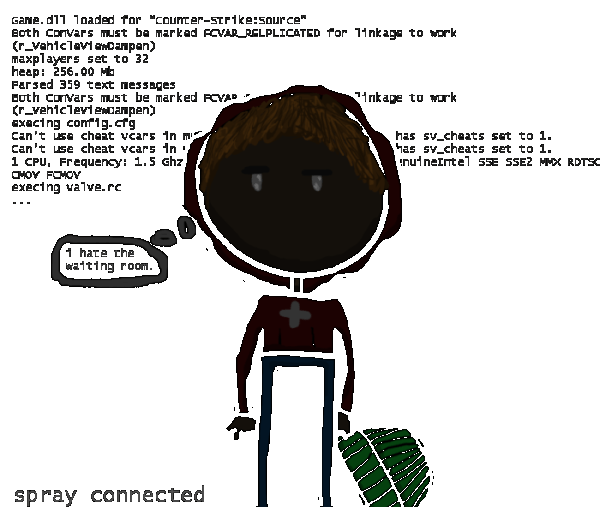 Game.dll loaded for "Counter-Strike:Source"
Both ConVars must be marked FCVAR_RELPLICATED for linkage to work
(r_VehicleViewDampen)
maxplayers set to 32
heap: 256.00 Mb
Parsed 359 text messages
Both ConVars must be marked FCVAR linkage to work
(r_VehicleViewDampen)
execing config.cfg
Can't use cheat vcars in has sv_cheats set to 1.
Can't use cheat vcars in has sv_cheats set to 1.
1 CPU, Frequency: 1.5 Ghz enuineIntel SSE SSE2 MMX RDTSC
CMOV FCMOV
execing valve.rc
...
i hate the
waiting room.
spray connected